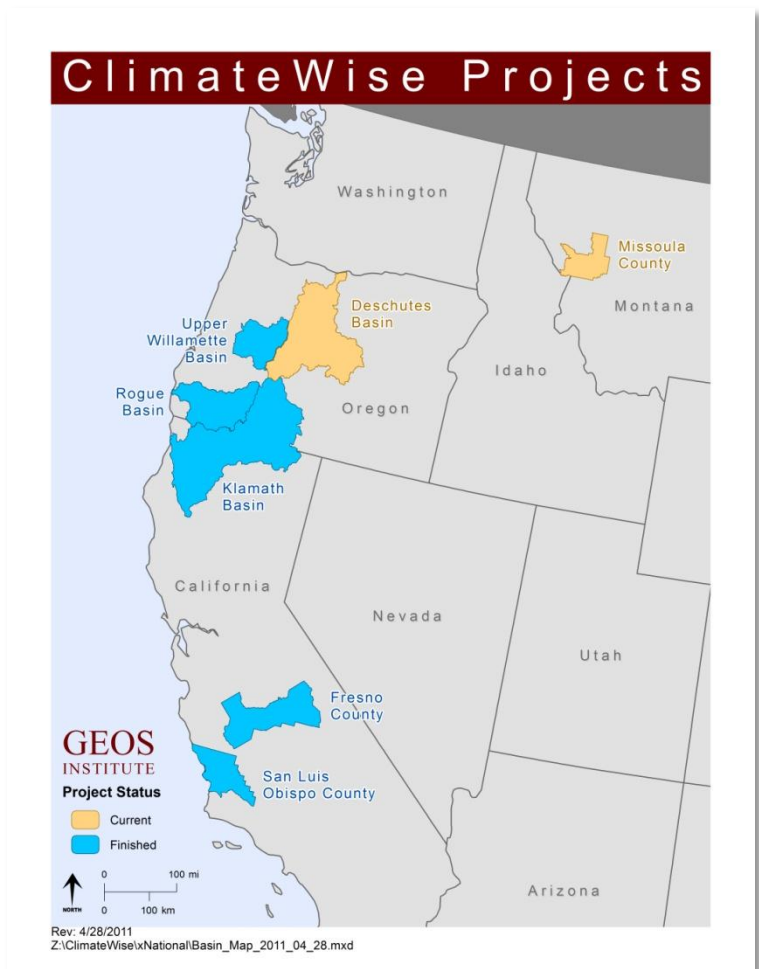 ClimateWise Projects
Washington
Missoula
County
Montana
Deschutes
Basin
Upper
Willamette
Basin
Idaho
Rogue
Basin
Oregon
Klamath
Basin
California
Nevada
Utah
Fresno
County
GEOS
INSTITUTE
San Luis
Obispo County
Project Status
Current
Finished
0 100 mi
0 100 km
NORTH
Arizona
Rev: 4/28/2011
Z:\ClimateWise\xNational\Basin_Map_2011_04_28.mxd